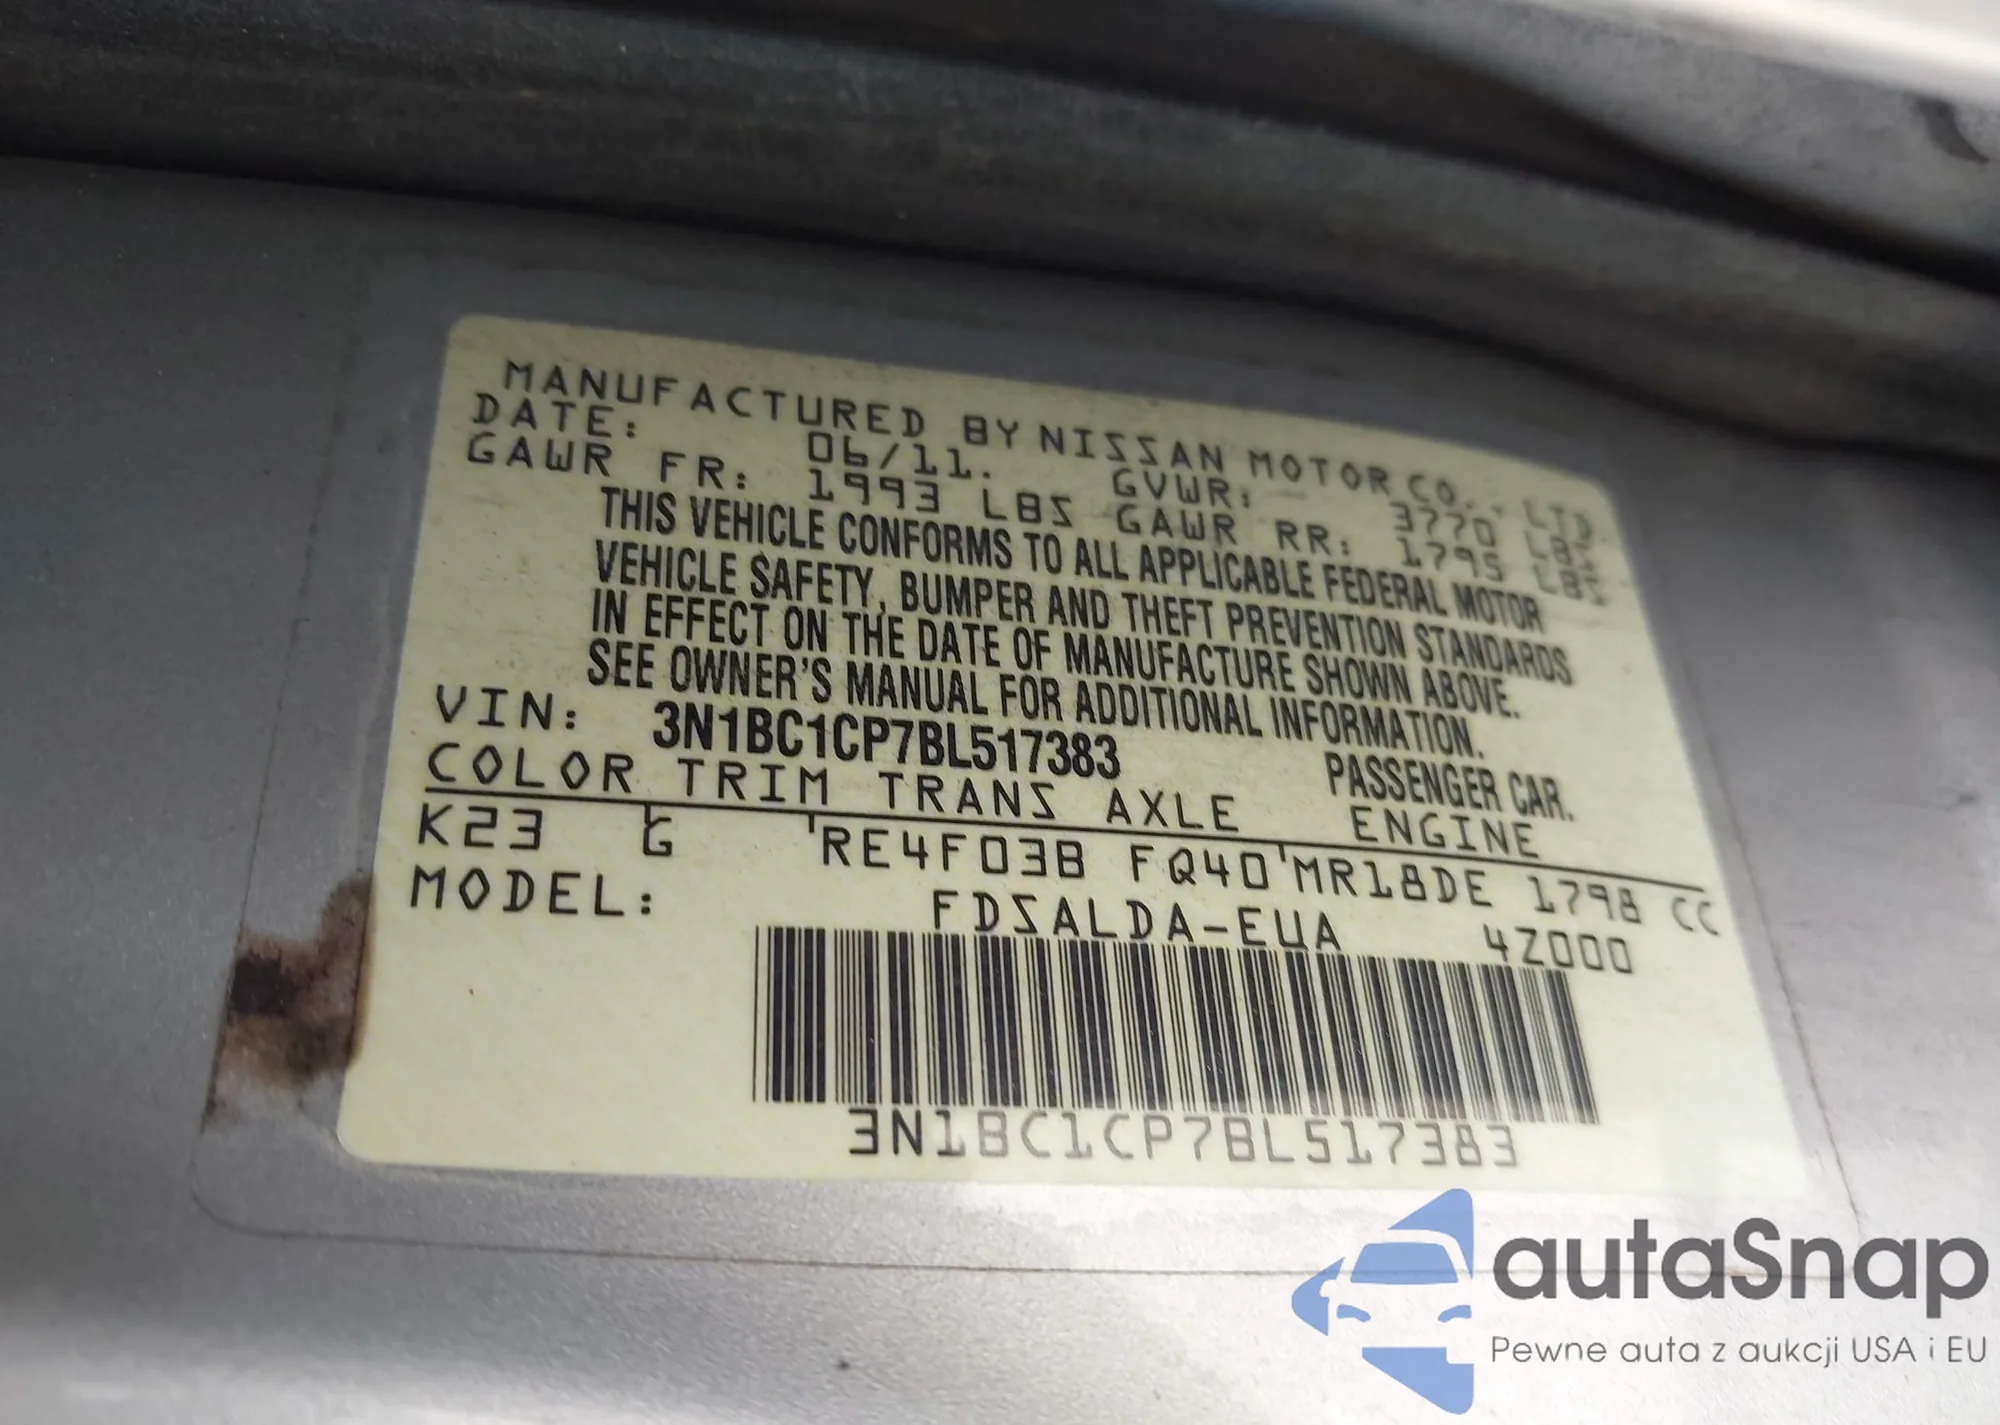 MANUFACTURED BY NISSAN MOTOR CO., LTD.
DATE: 06/11. GVWR: 3770 LBS
GAWR FR: 1993 LBS GAWR RR: 1795 LBS
THIS VEHICLE CONFORMS TO ALL APPLICABLE FEDERAL MOTOR
VEHICLE SAFETY, BUMPER AND THEFT PREVENTION STANDARDS
IN EFFECT ON THE DATE OF MANUFACTURE SHOWN ABOVE.
SEE OWNER'S MANUAL FOR ADDITIONAL INFORMATION.
VIN: 3N1BC1CP7BL517383 PASSENGER CAR.
COLOR TRIM TRANS AXLE ENGINE
K23 G RE4F03B FQ40 MR18DE 1798 CC
MODEL: FDSALDA-EUA 4Z000
3N1BC1CP7BL517383
autaSnap
Pewne auta z aukcji USA i EU